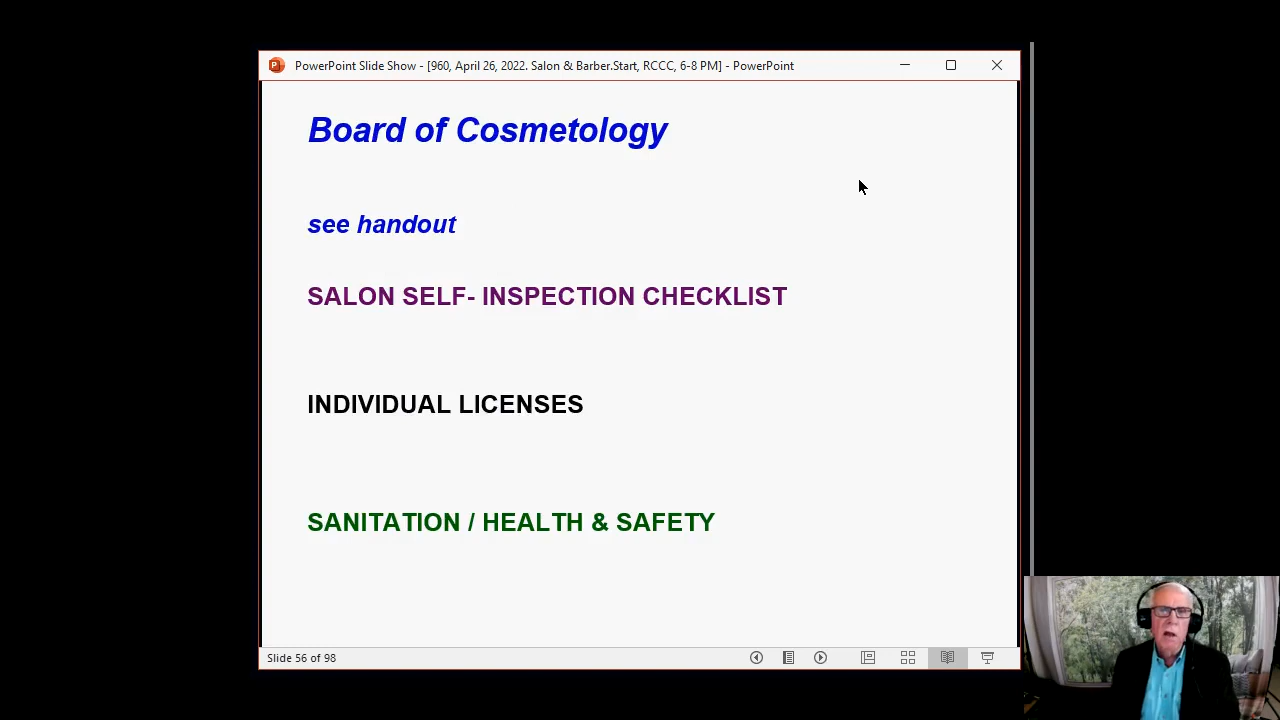 PowerPoint Slide Show - [960, April 26, 2022. Salon & Barber.Start, RCCC, 6-8 PM] - PowerPoint
Board of Cosmetology
see handout
SALON SELF- INSPECTION CHECKLIST
INDIVIDUAL LICENSES
SANITATION / HEALTH & SAFETY
Slide 56 of 98